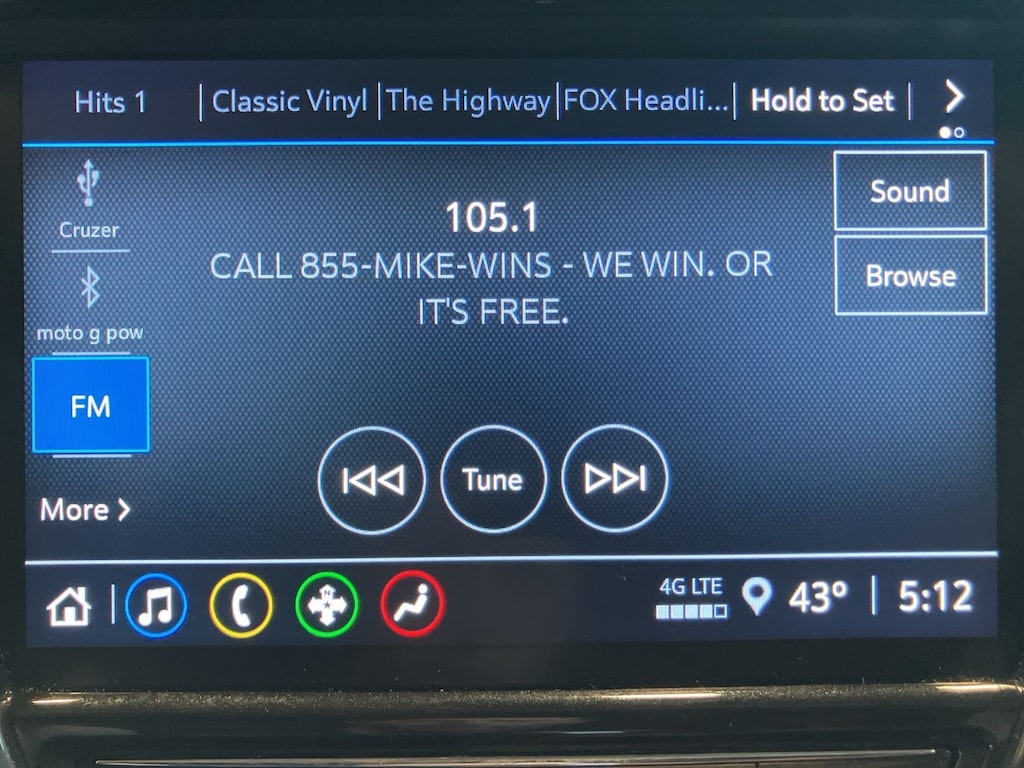 Hits 1 | Classic Vinyl | The Highway | FOX Headli... | Hold to Set |
Cruzer
moto g pow
FM
More
105.1
CALL 855-MIKE-WINS - WE WIN. OR
IT'S FREE.
Sound
Browse
Tune
4G LTE
43° | 5:12